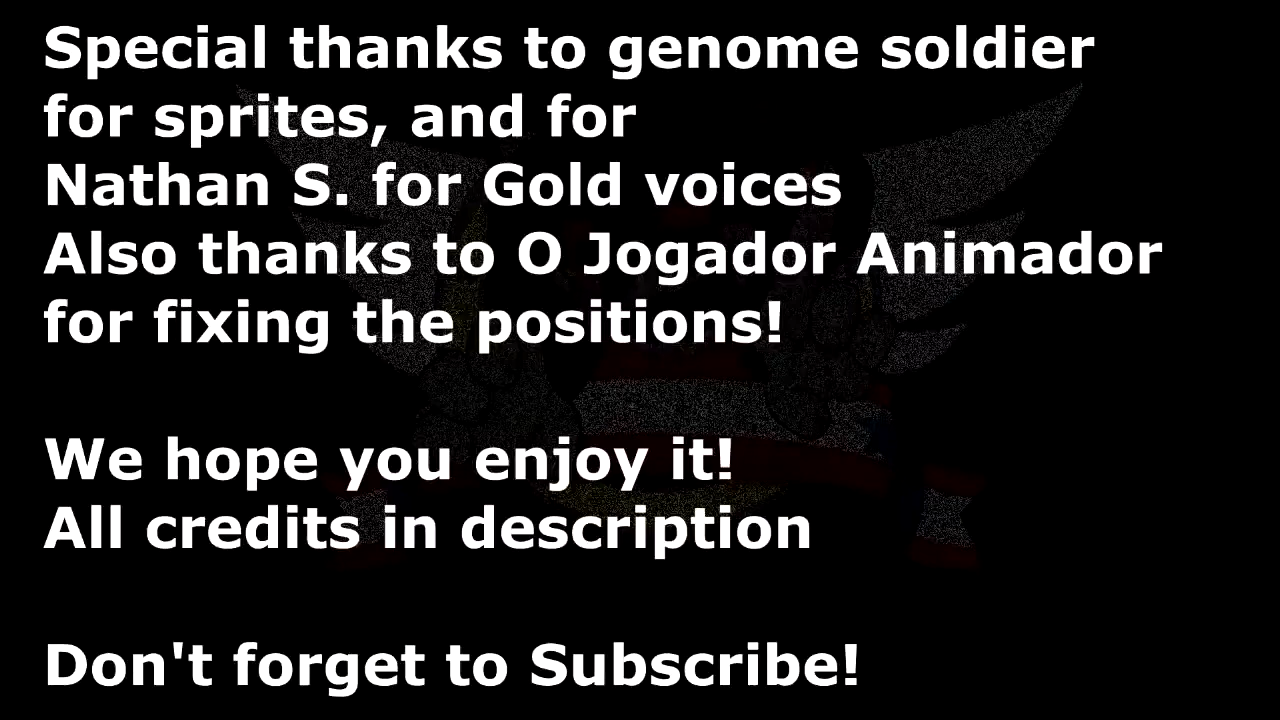 Special thanks to genome soldier
for sprites, and for
Nathan S. for Gold voices
Also thanks to O Jogador Animador
for fixing the positions!
We hope you enjoy it!
All credits in description
Don't forget to Subscribe!